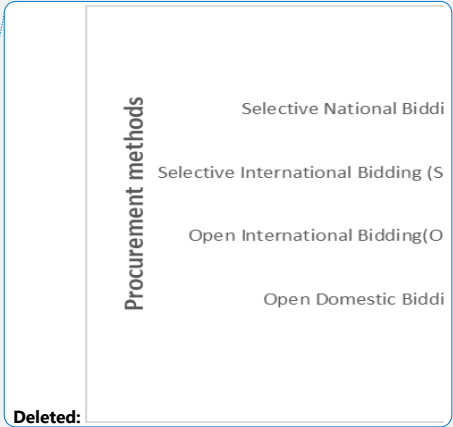 Procurement methods
Selective National Biddi
Selective International Bidding (S
Open International Bidding(O
Open Domestic Biddi
Deleted: